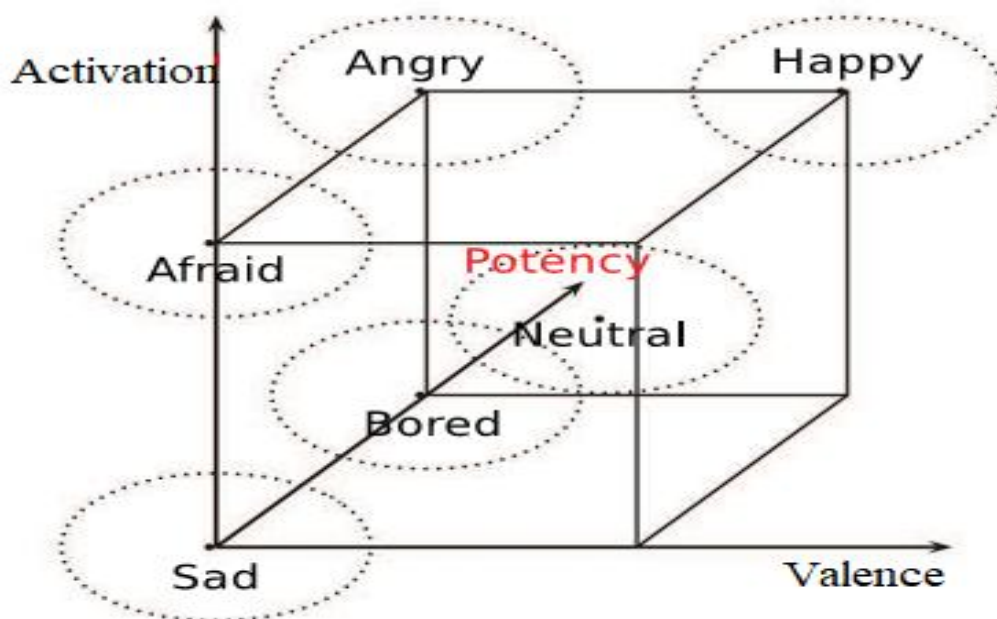 Activation
Angry
Happy
Afraid
Potency
Neutral
Bored
Sad
Valence